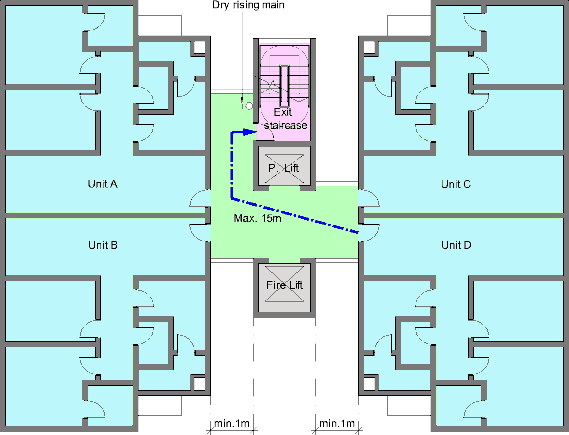 Dry rising main
Exit
staircase
P. Lift
Unit A
Unit C
Max. 15m
Unit B
Unit D
Fire Lift
min.1m
min.1m